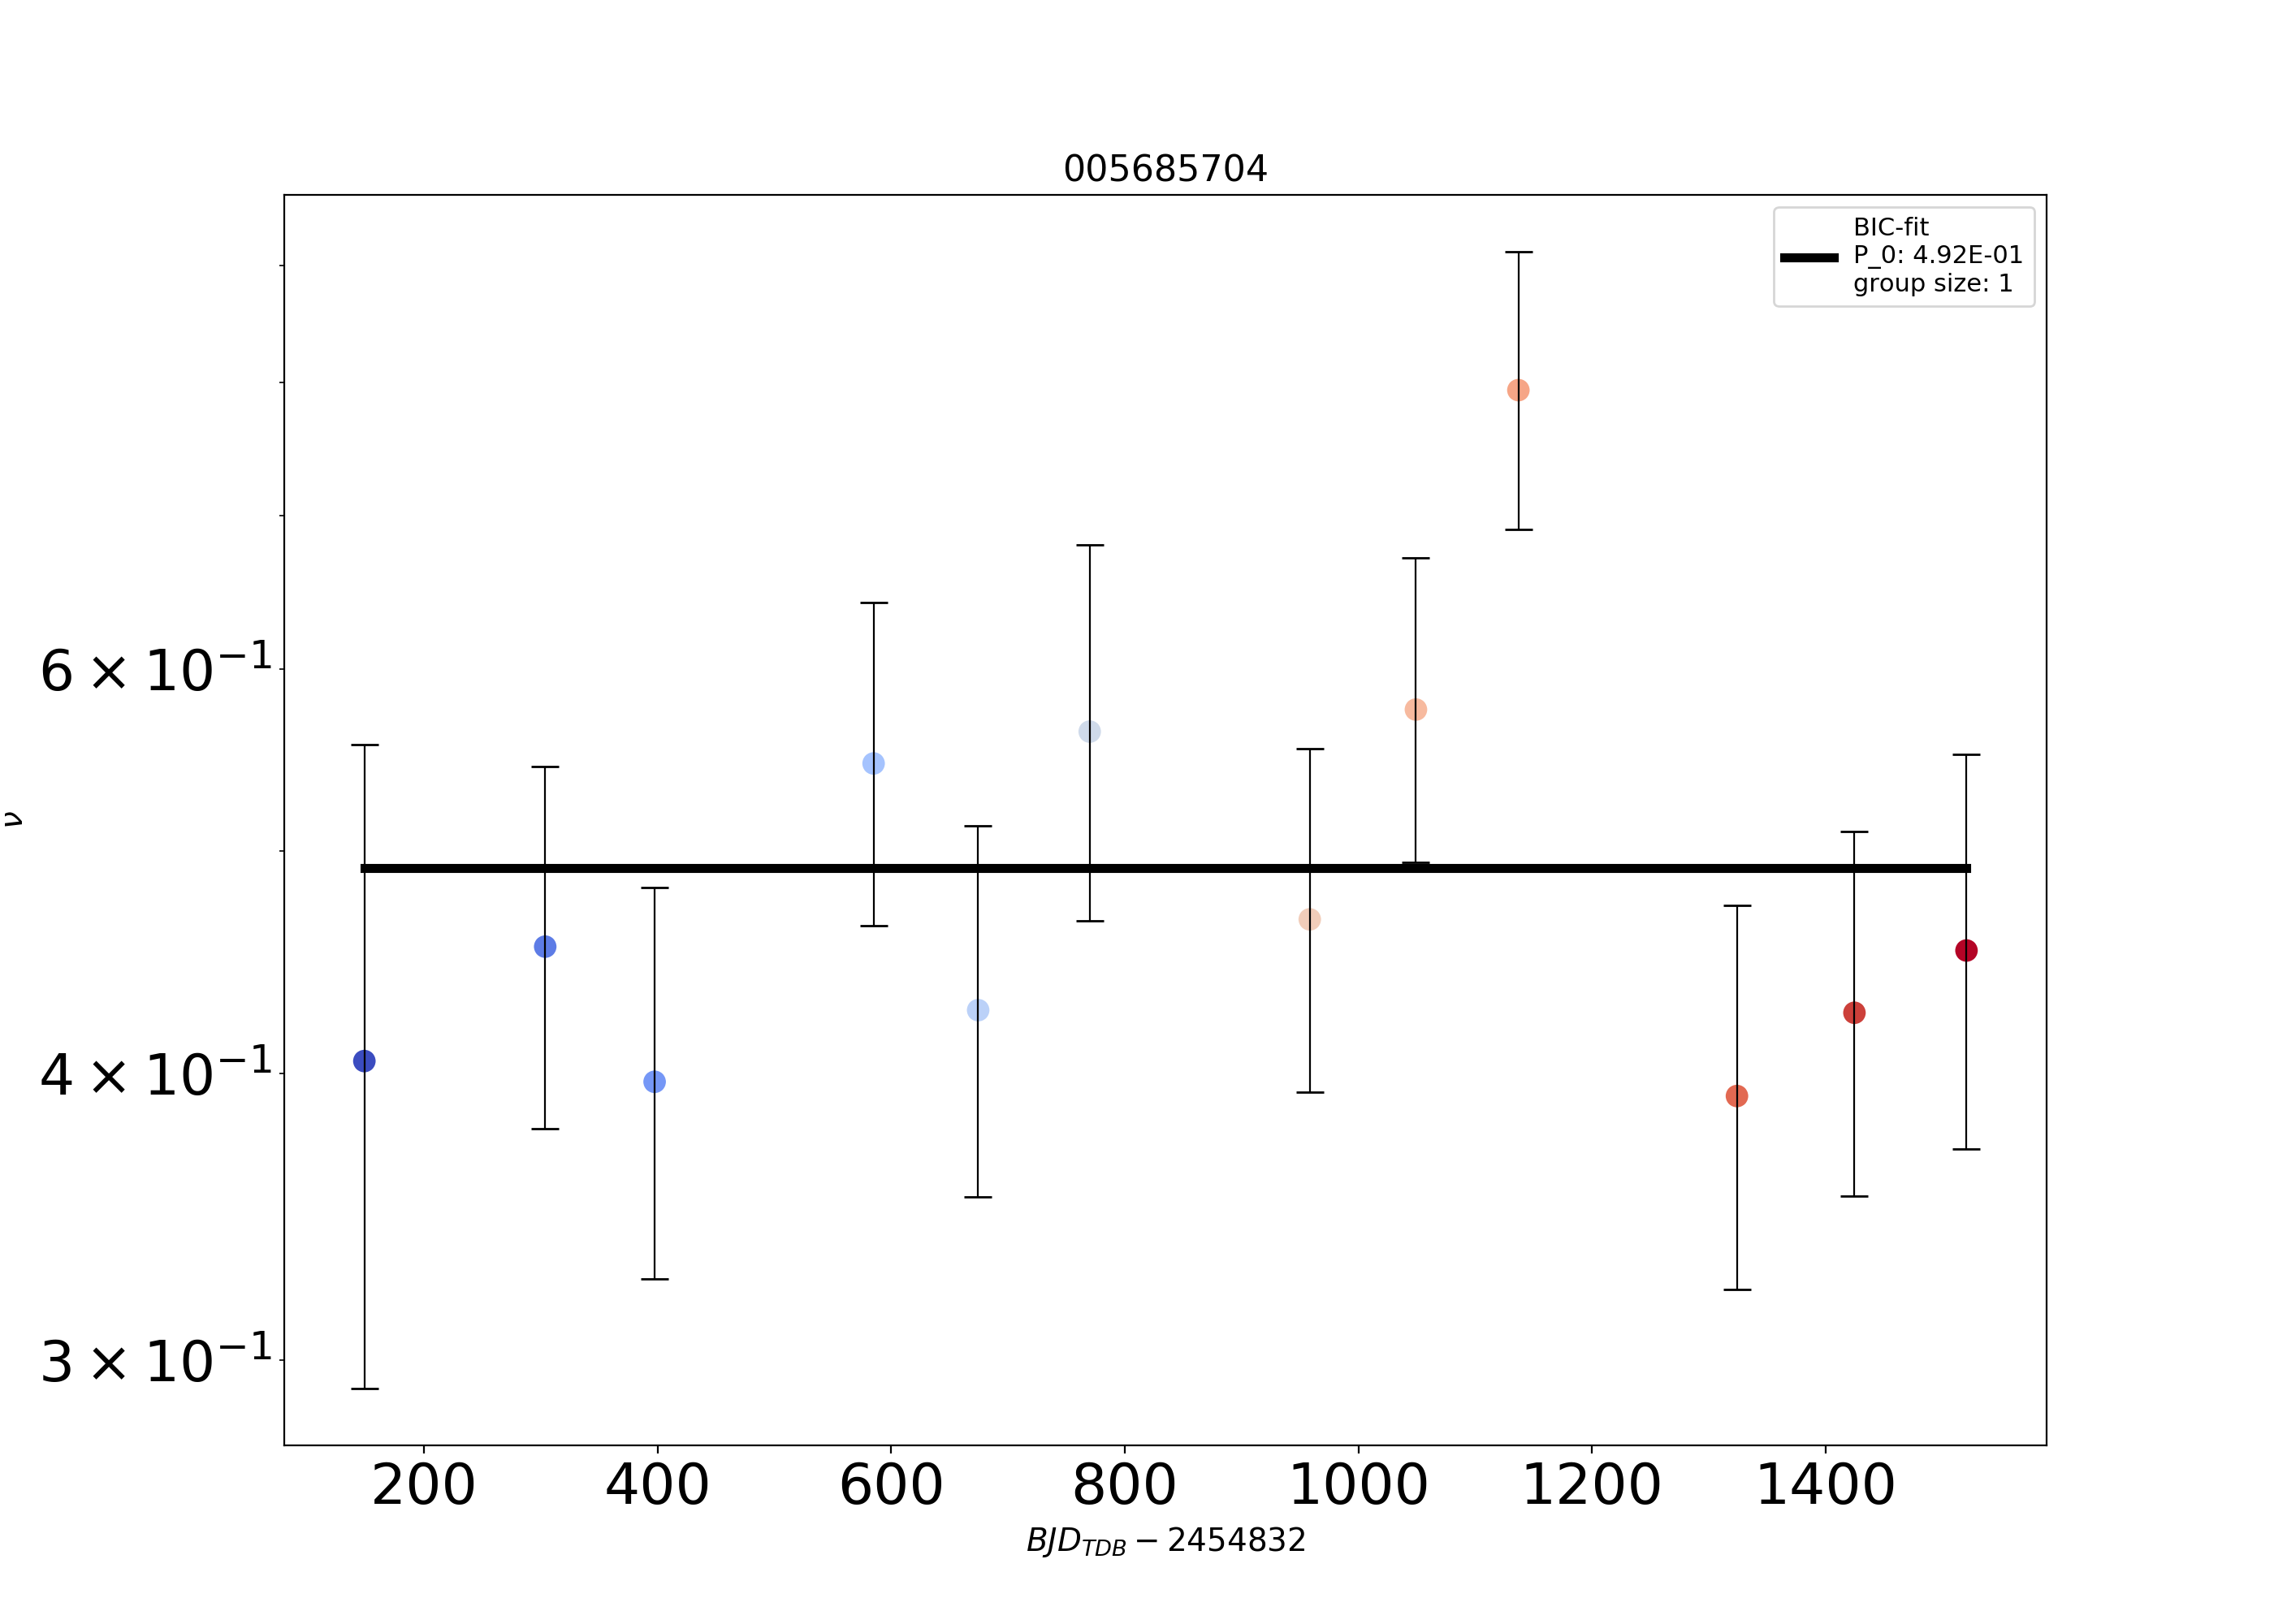 005685704
BIC-fit
P_0: 4.92E-01
group size: 1
ν
6 × 10⁻¹
4 × 10⁻¹
3 × 10⁻¹
200 400 600 800 1000 1200 1400
BJD_TDB − 2454832